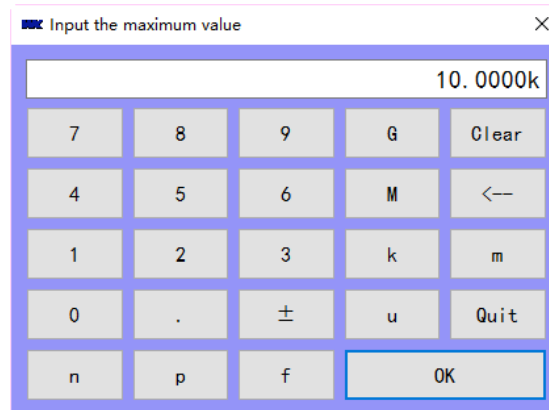 Input the maximum value
10.0000k
7 8 9 G Clear
4 5 6 M <--
1 2 3 k m
0 . ± u Quit
n p f OK